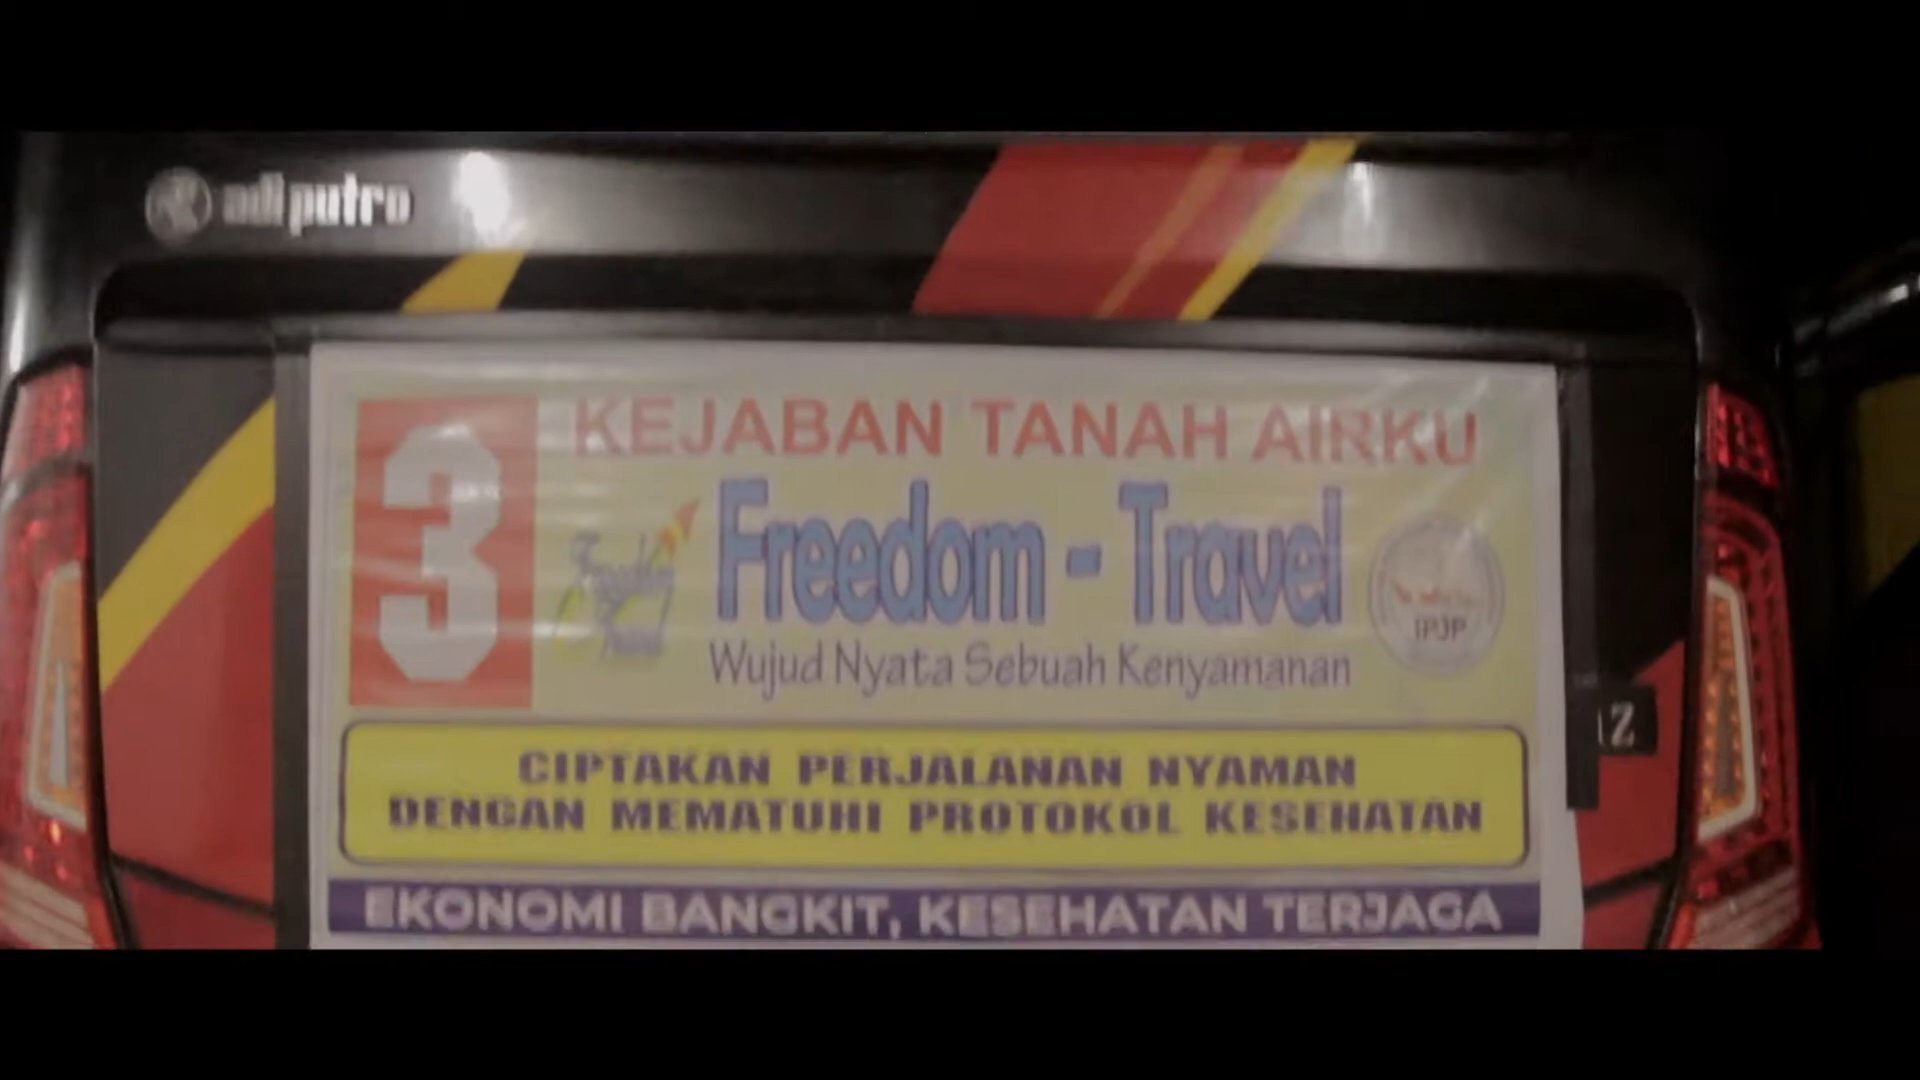 adiputro
3
KEJABAN TANAH AIRKU
Freedom - Travel
IPJP
Wujud Nyata Sebuah Kenyamanan
CIPTAKAN PERJALANAN NYAMAN
DENGAN MEMATUHI PROTOKOL KESEHATAN
EKONOMI BANGKIT, KESEHATAN TERJAGA